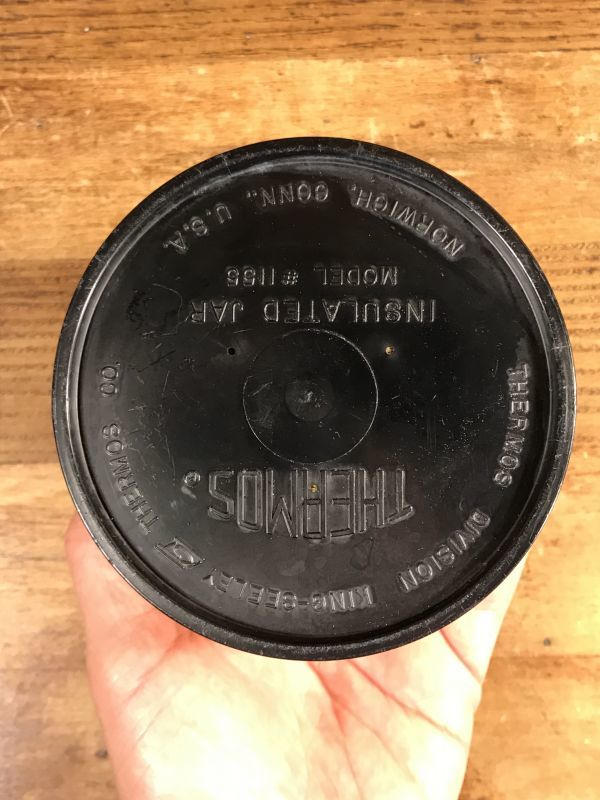 THERMOS DIVISION KING-SEELEY THERMOS CO.
THERMOS®
INSULATED JAR
MODEL #1155
NORWICH, CONN., U.S.A.